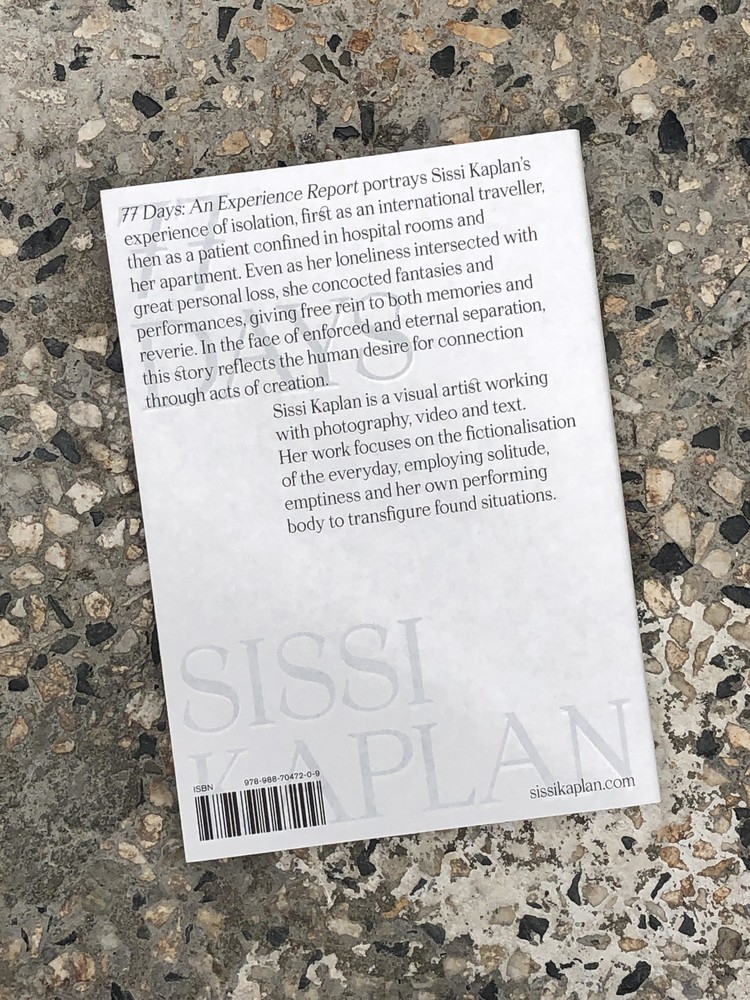 77 Days: An Experience Report portrays Sissi Kaplan's
experience of isolation, first as an international traveller,
then as a patient confined in hospital rooms and
her apartment. Even as her loneliness intersected with
great personal loss, she concocted fantasies and
performances, giving free rein to both memories and
reverie. In the face of enforced and eternal separation,
this story reflects the human desire for connection
through acts of creation.
Sissi Kaplan is a visual artist working
with photography, video and text.
Her work focuses on the fictionalisation
of the everyday, employing solitude,
emptiness and her own performing
body to transfigure found situations.
77
DAYS
SISSI
KAPLAN
ISBN 978-988-70472-0-9
sissikaplan.com